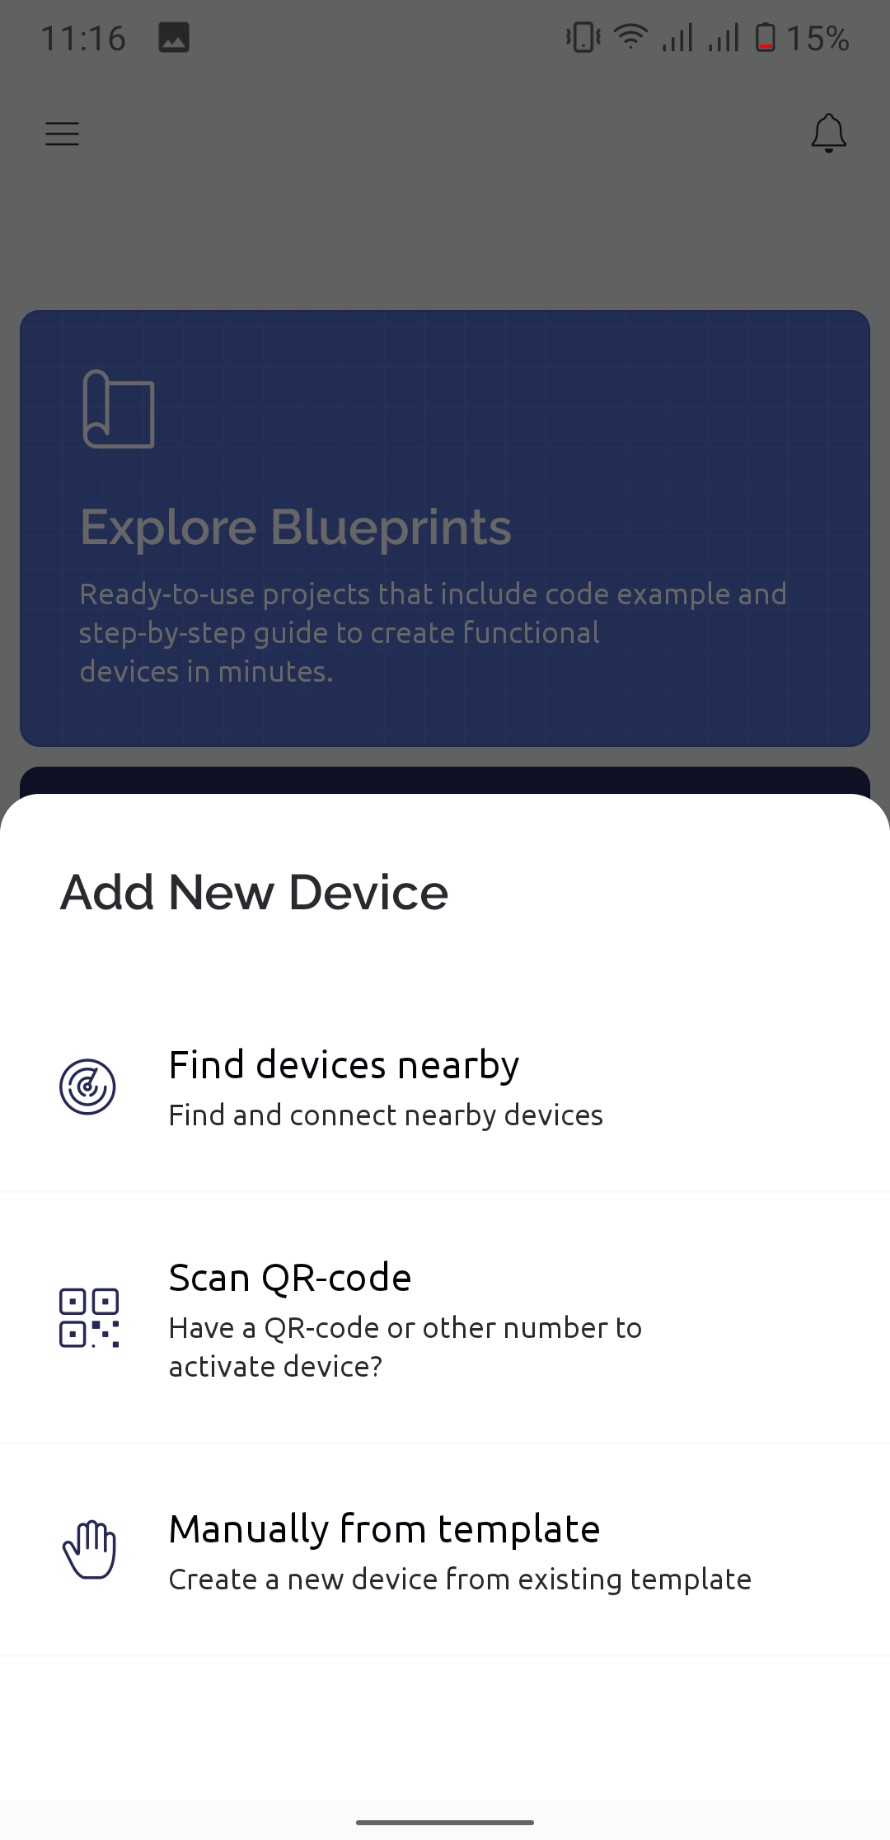 11:16
15%
Explore Blueprints
Ready-to-use projects that include code example and
step-by-step guide to create functional
devices in minutes.
Add New Device
Find devices nearby
Find and connect nearby devices
Scan QR-code
Have a QR-code or other number to
activate device?
Manually from template
Create a new device from existing template